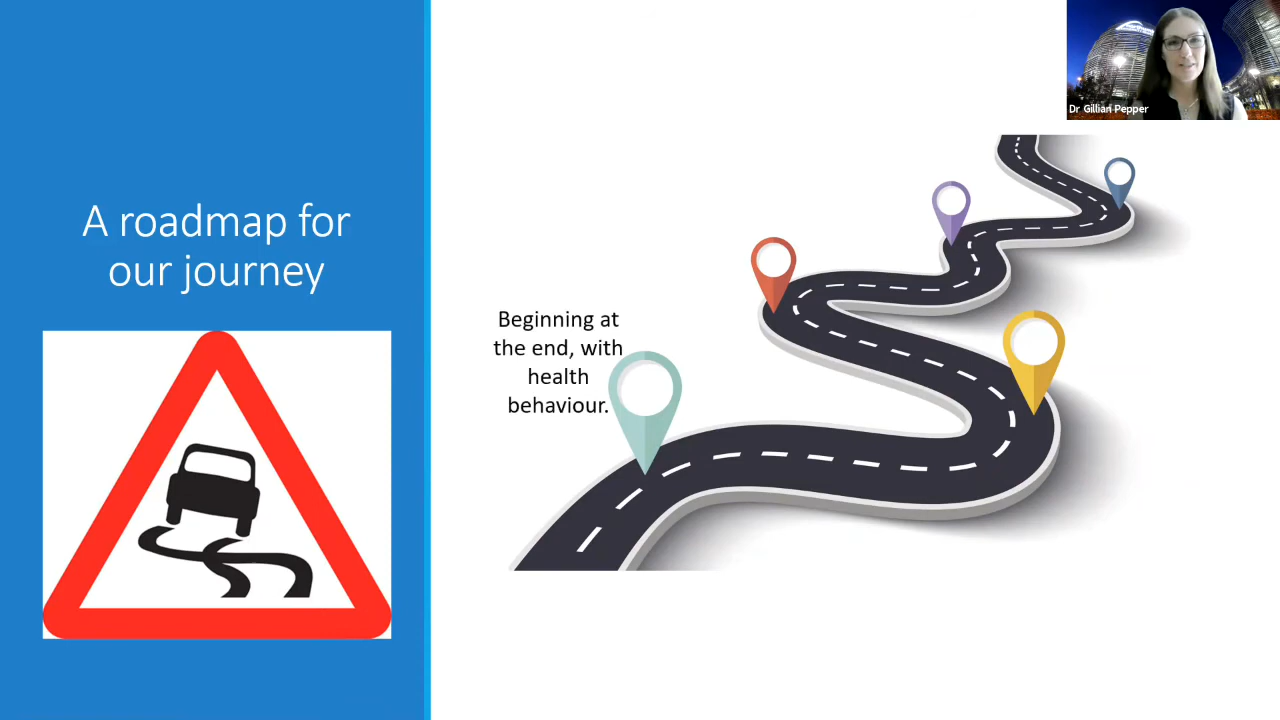 A roadmap for
our journey
Beginning at
the end, with
health
behaviour.
Dr Gillian Pepper